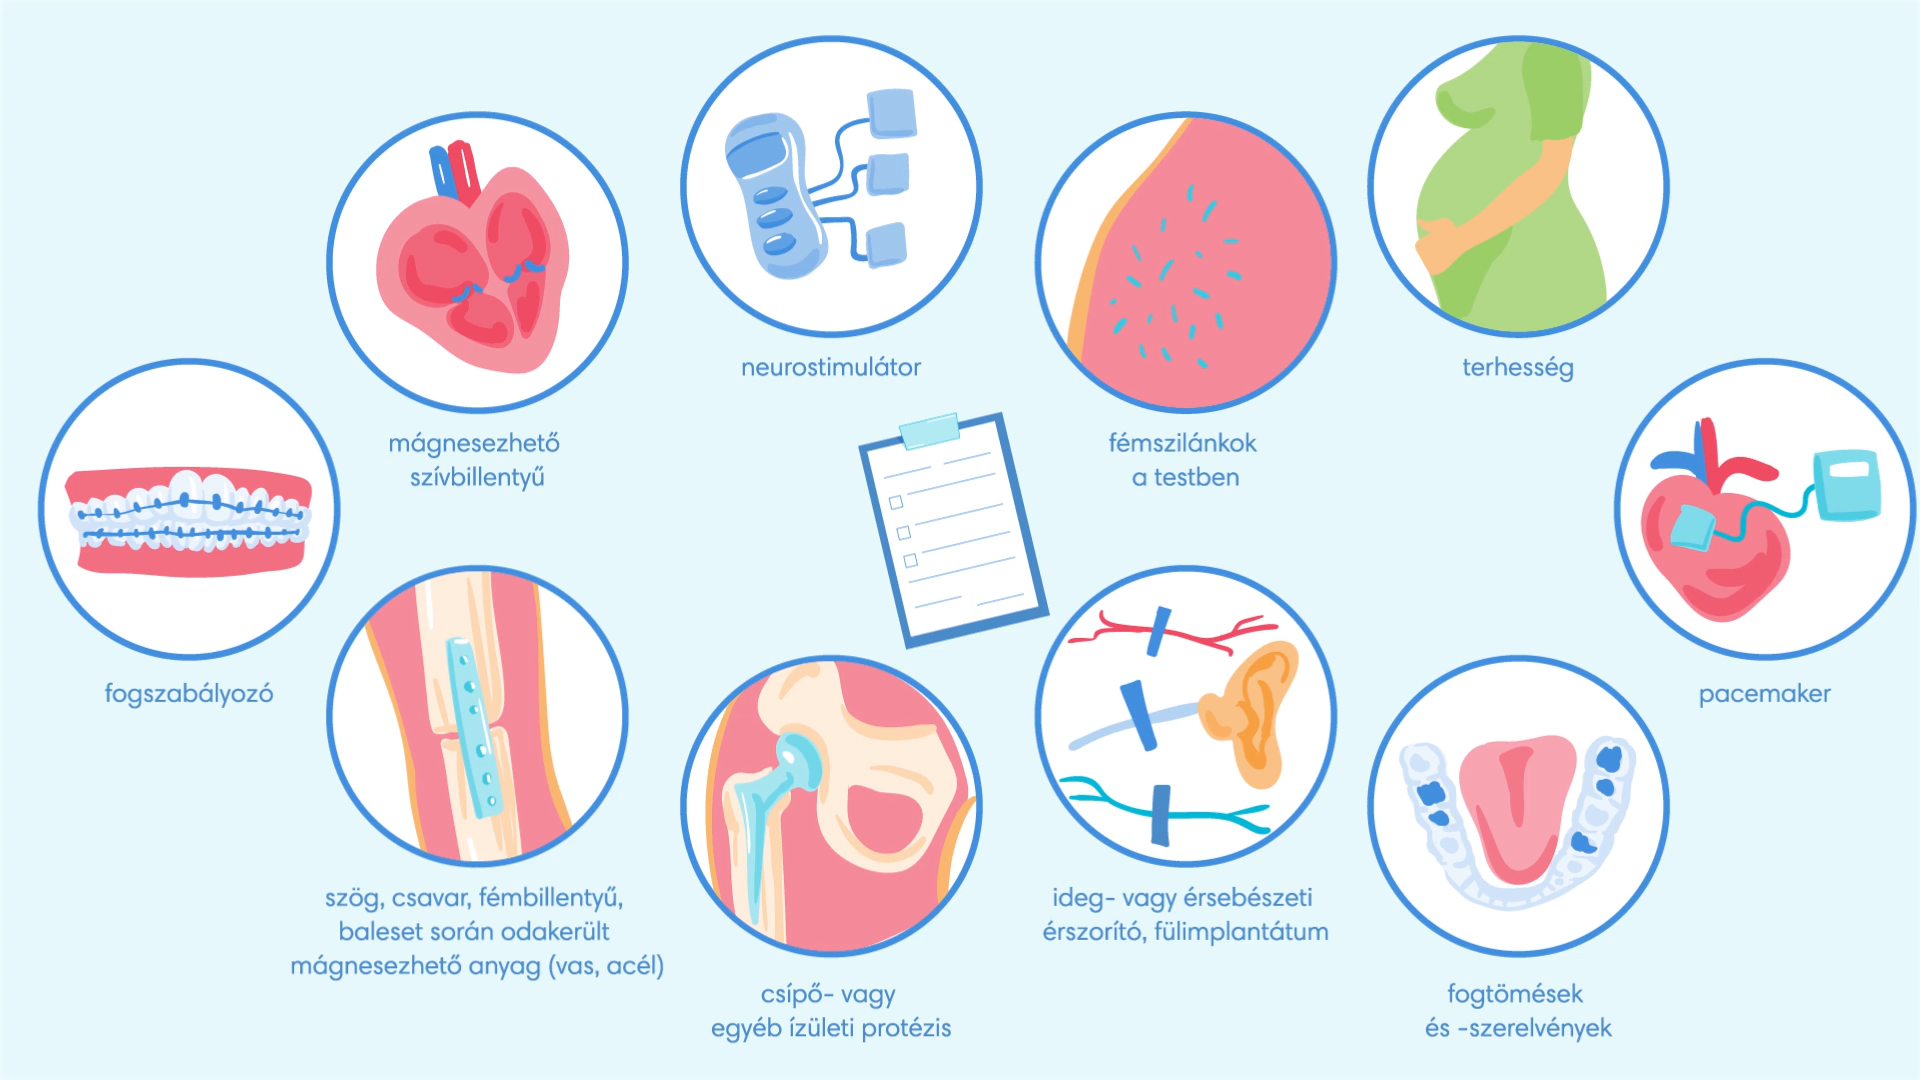 neurostimulátor
terhesség
mágnesezhető
szívbillentyű
fémszilánkok
a testben
fogszabályozó
pacemaker
szög, csavar, fémbillentyű,
baleset során odakerült
mágnesezhető anyag (vas, acél)
ideg- vagy érsebészeti
érszorító, fülimplantátum
csípő- vagy
egyéb ízületi protézis
fogtömések
és -szerelvények